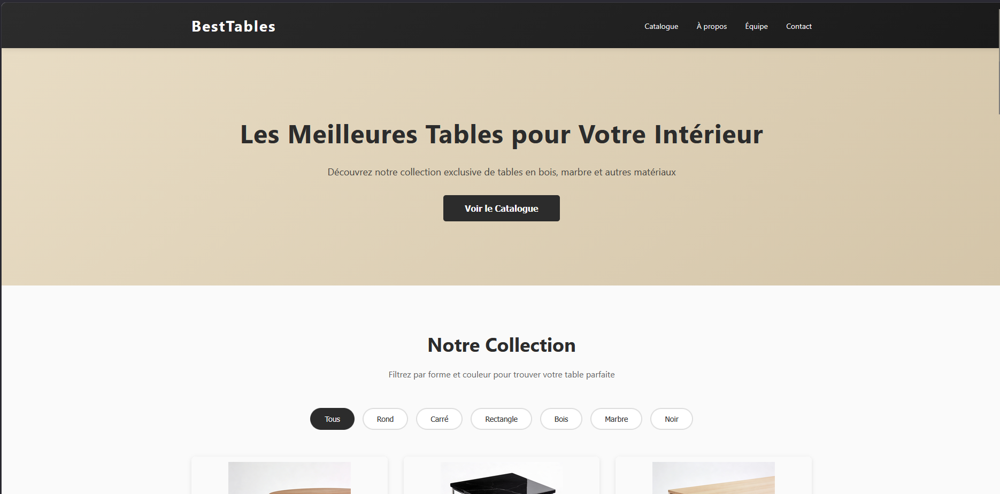 BestTables
Catalogue
À propos
Équipe
Contact
Les Meilleures Tables pour Votre Intérieur
Découvrez notre collection exclusive de tables en bois, marbre et autres matériaux
Voir le Catalogue
Notre Collection
Filtrez par forme et couleur pour trouver votre table parfaite
Tous
Rond
Carré
Rectangle
Bois
Marbre
Noir